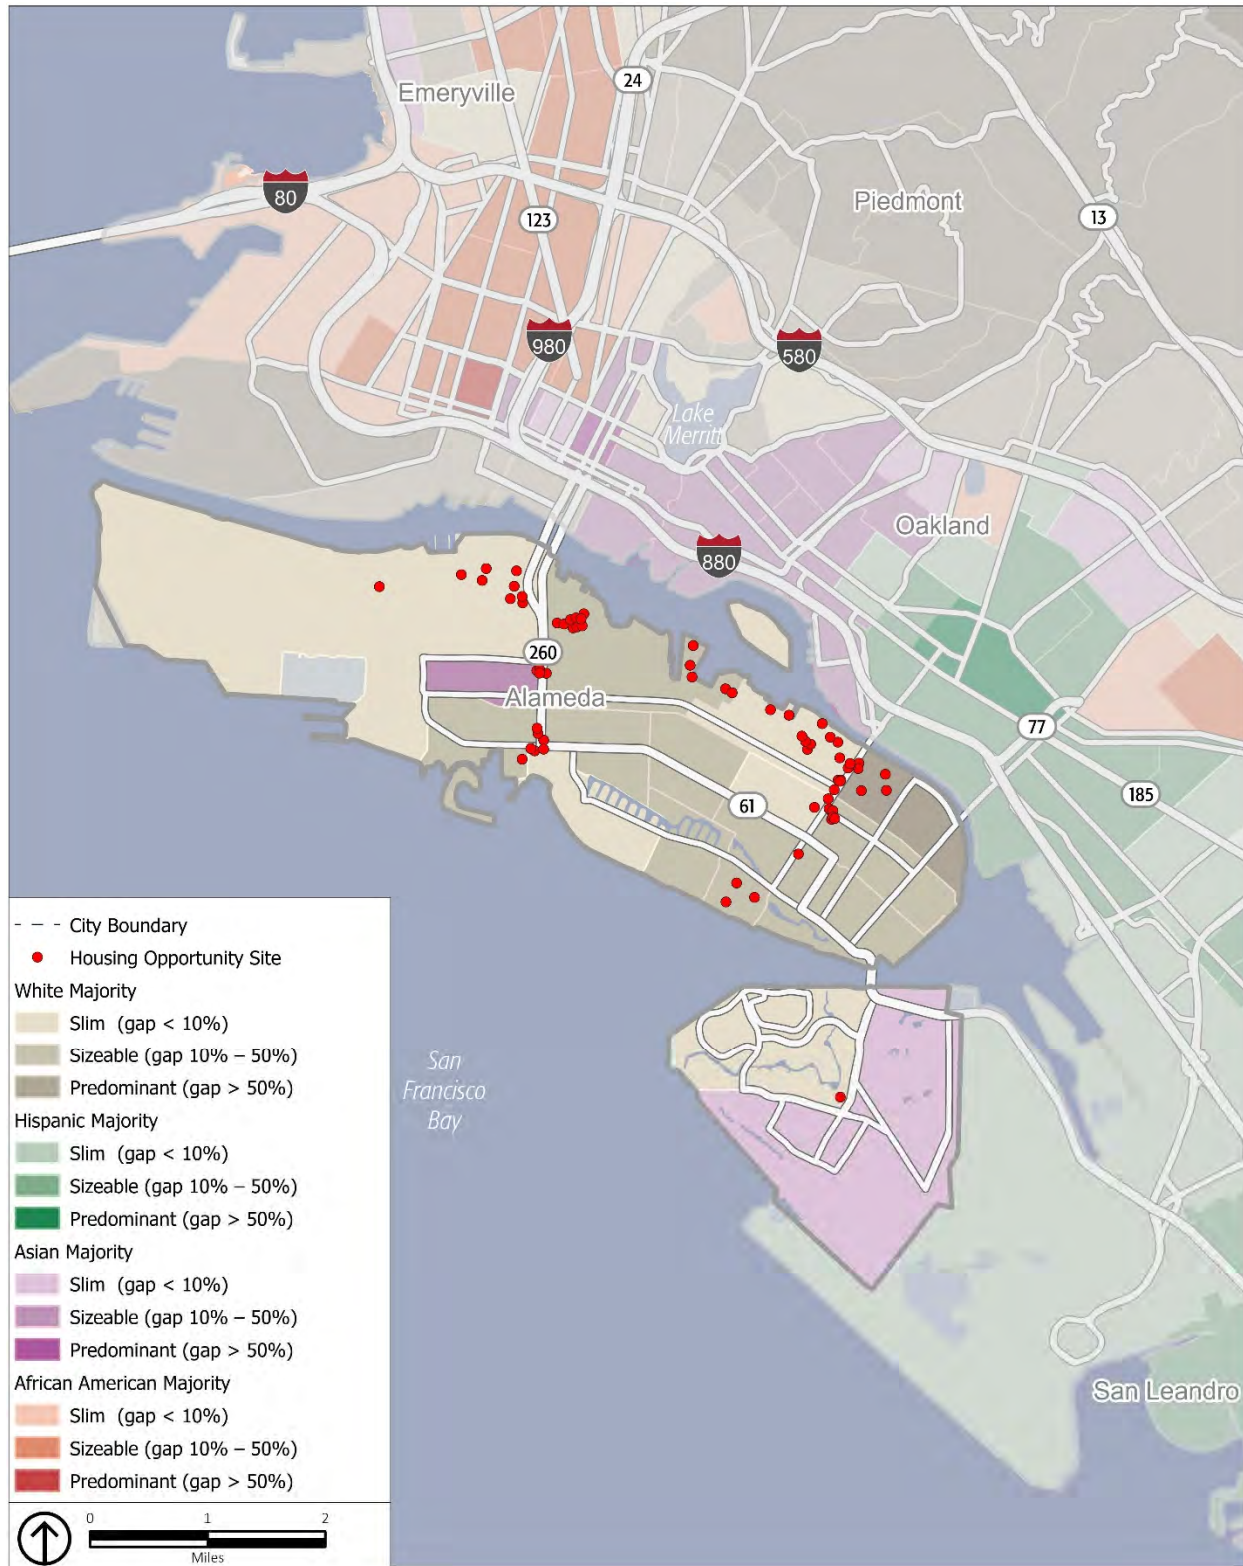 Emeryville
24
80
123
Piedmont
13
980
580
Lake
Merritt
Oakland
880
260
Alameda
77
61
185
San
Francisco
Bay
San Leandro
- - - City Boundary
Housing Opportunity Site
White Majority
Slim (gap < 10%)
Sizeable (gap 10% – 50%)
Predominant (gap > 50%)
Hispanic Majority
Slim (gap < 10%)
Sizeable (gap 10% – 50%)
Predominant (gap > 50%)
Asian Majority
Slim (gap < 10%)
Sizeable (gap 10% – 50%)
Predominant (gap > 50%)
African American Majority
Slim (gap < 10%)
Sizeable (gap 10% – 50%)
Predominant (gap > 50%)
0 1 2
Miles